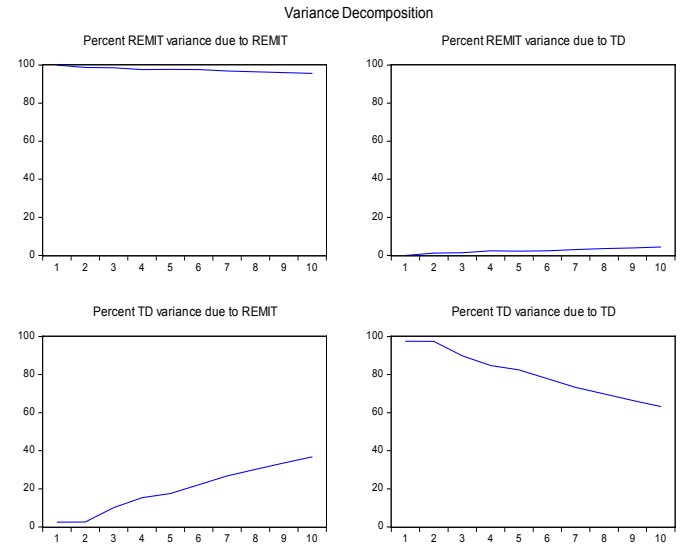 Variance Decomposition
Percent REMIT variance due to REMIT
100
80
60
40
20
0
1 2 3 4 5 6 7 8 9 10
Percent REMIT variance due to TD
100
80
60
40
20
0
1 2 3 4 5 6 7 8 9 10
Percent TD variance due to REMIT
100
80
60
40
20
0
1 2 3 4 5 6 7 8 9 10
Percent TD variance due to TD
100
80
60
40
20
0
1 2 3 4 5 6 7 8 9 10